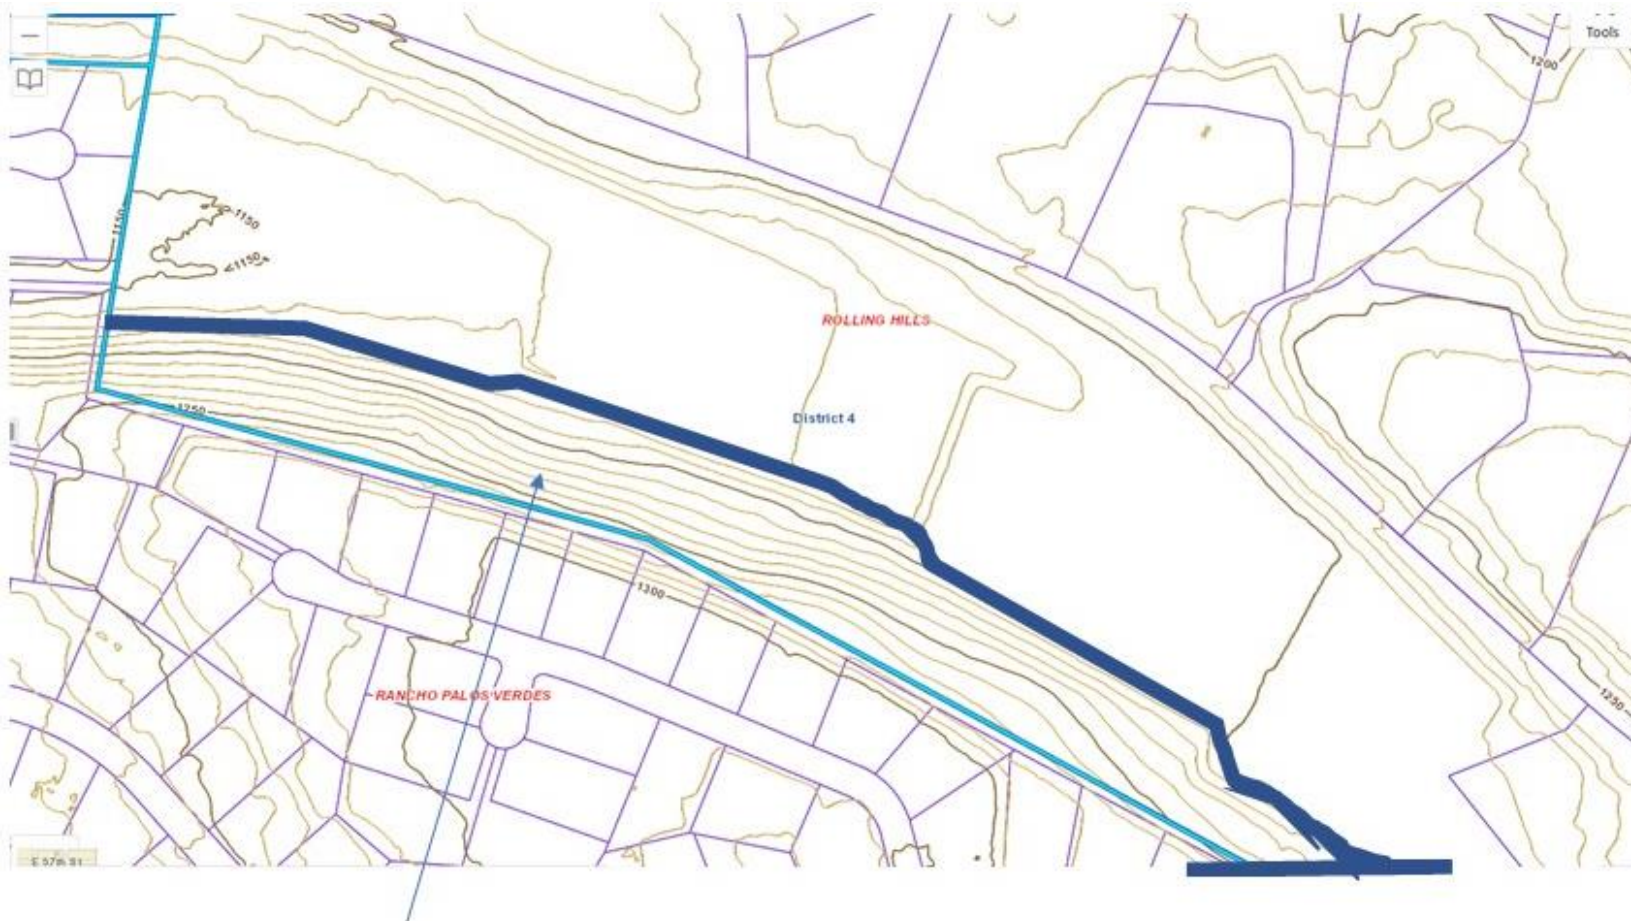 Tools
1200
1150
1150
1150
ROLLING HILLS
1250
District 4
1300
RANCHO PALOS VERDES
1250
E 57th St